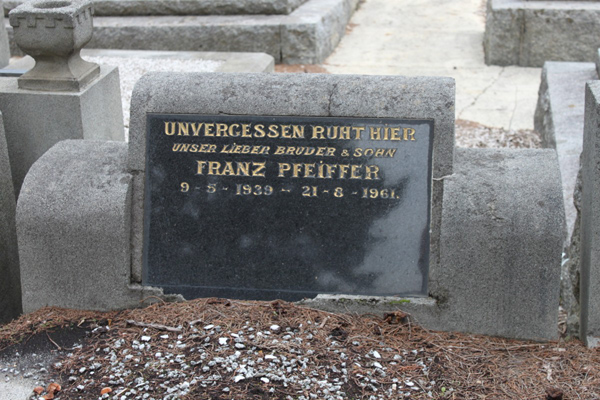 UNVERGESSEN RUHT HIER
UNSER LIEBER BRUDER & SOHN
FRANZ PFEIFFER
9-5-1939 - 21-8-1961.